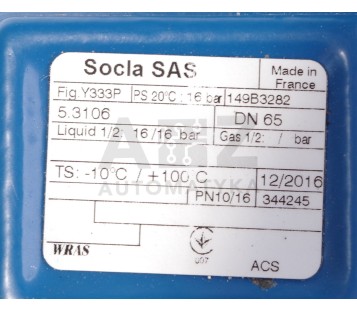 Socla SAS
Made in
France
Fig.Y333P PS 20°C : 16 bar 149B3282
5.3106 DN 65
Liquid 1/2: 16/16 bar Gas 1/2: / bar
TS: -10°C / +100 C
AUTOMATYKA
12/2016
PN10/16 344245
WRAS
ACS